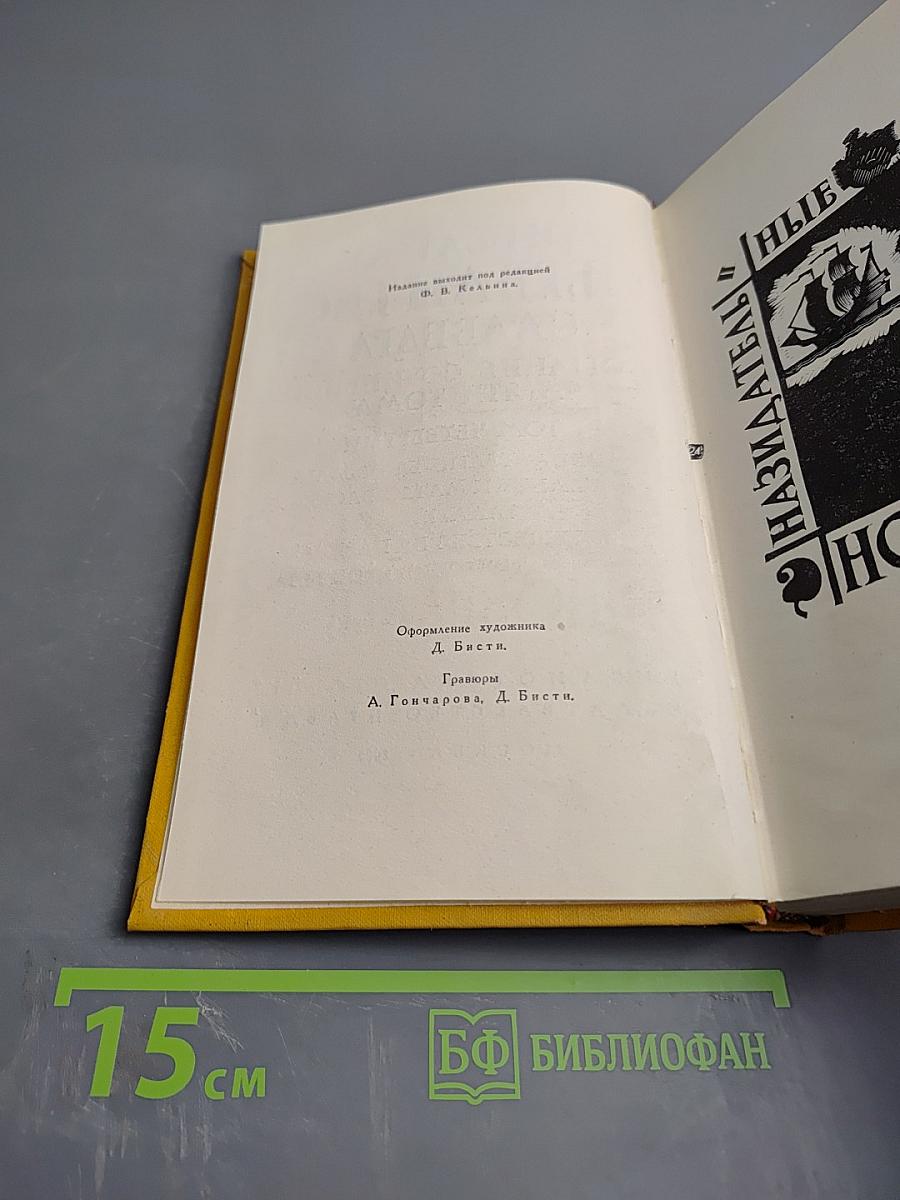 Издание выходит под редакцией
Ф. В. Кельина.
Оформление художника
Д. Бисти.
Гравюры
А. Гончарова, Д. Бисти.
НАЗИДАТЕЛЬ
НЫЕ
НО
15 см
БФ БИБЛИОФАН